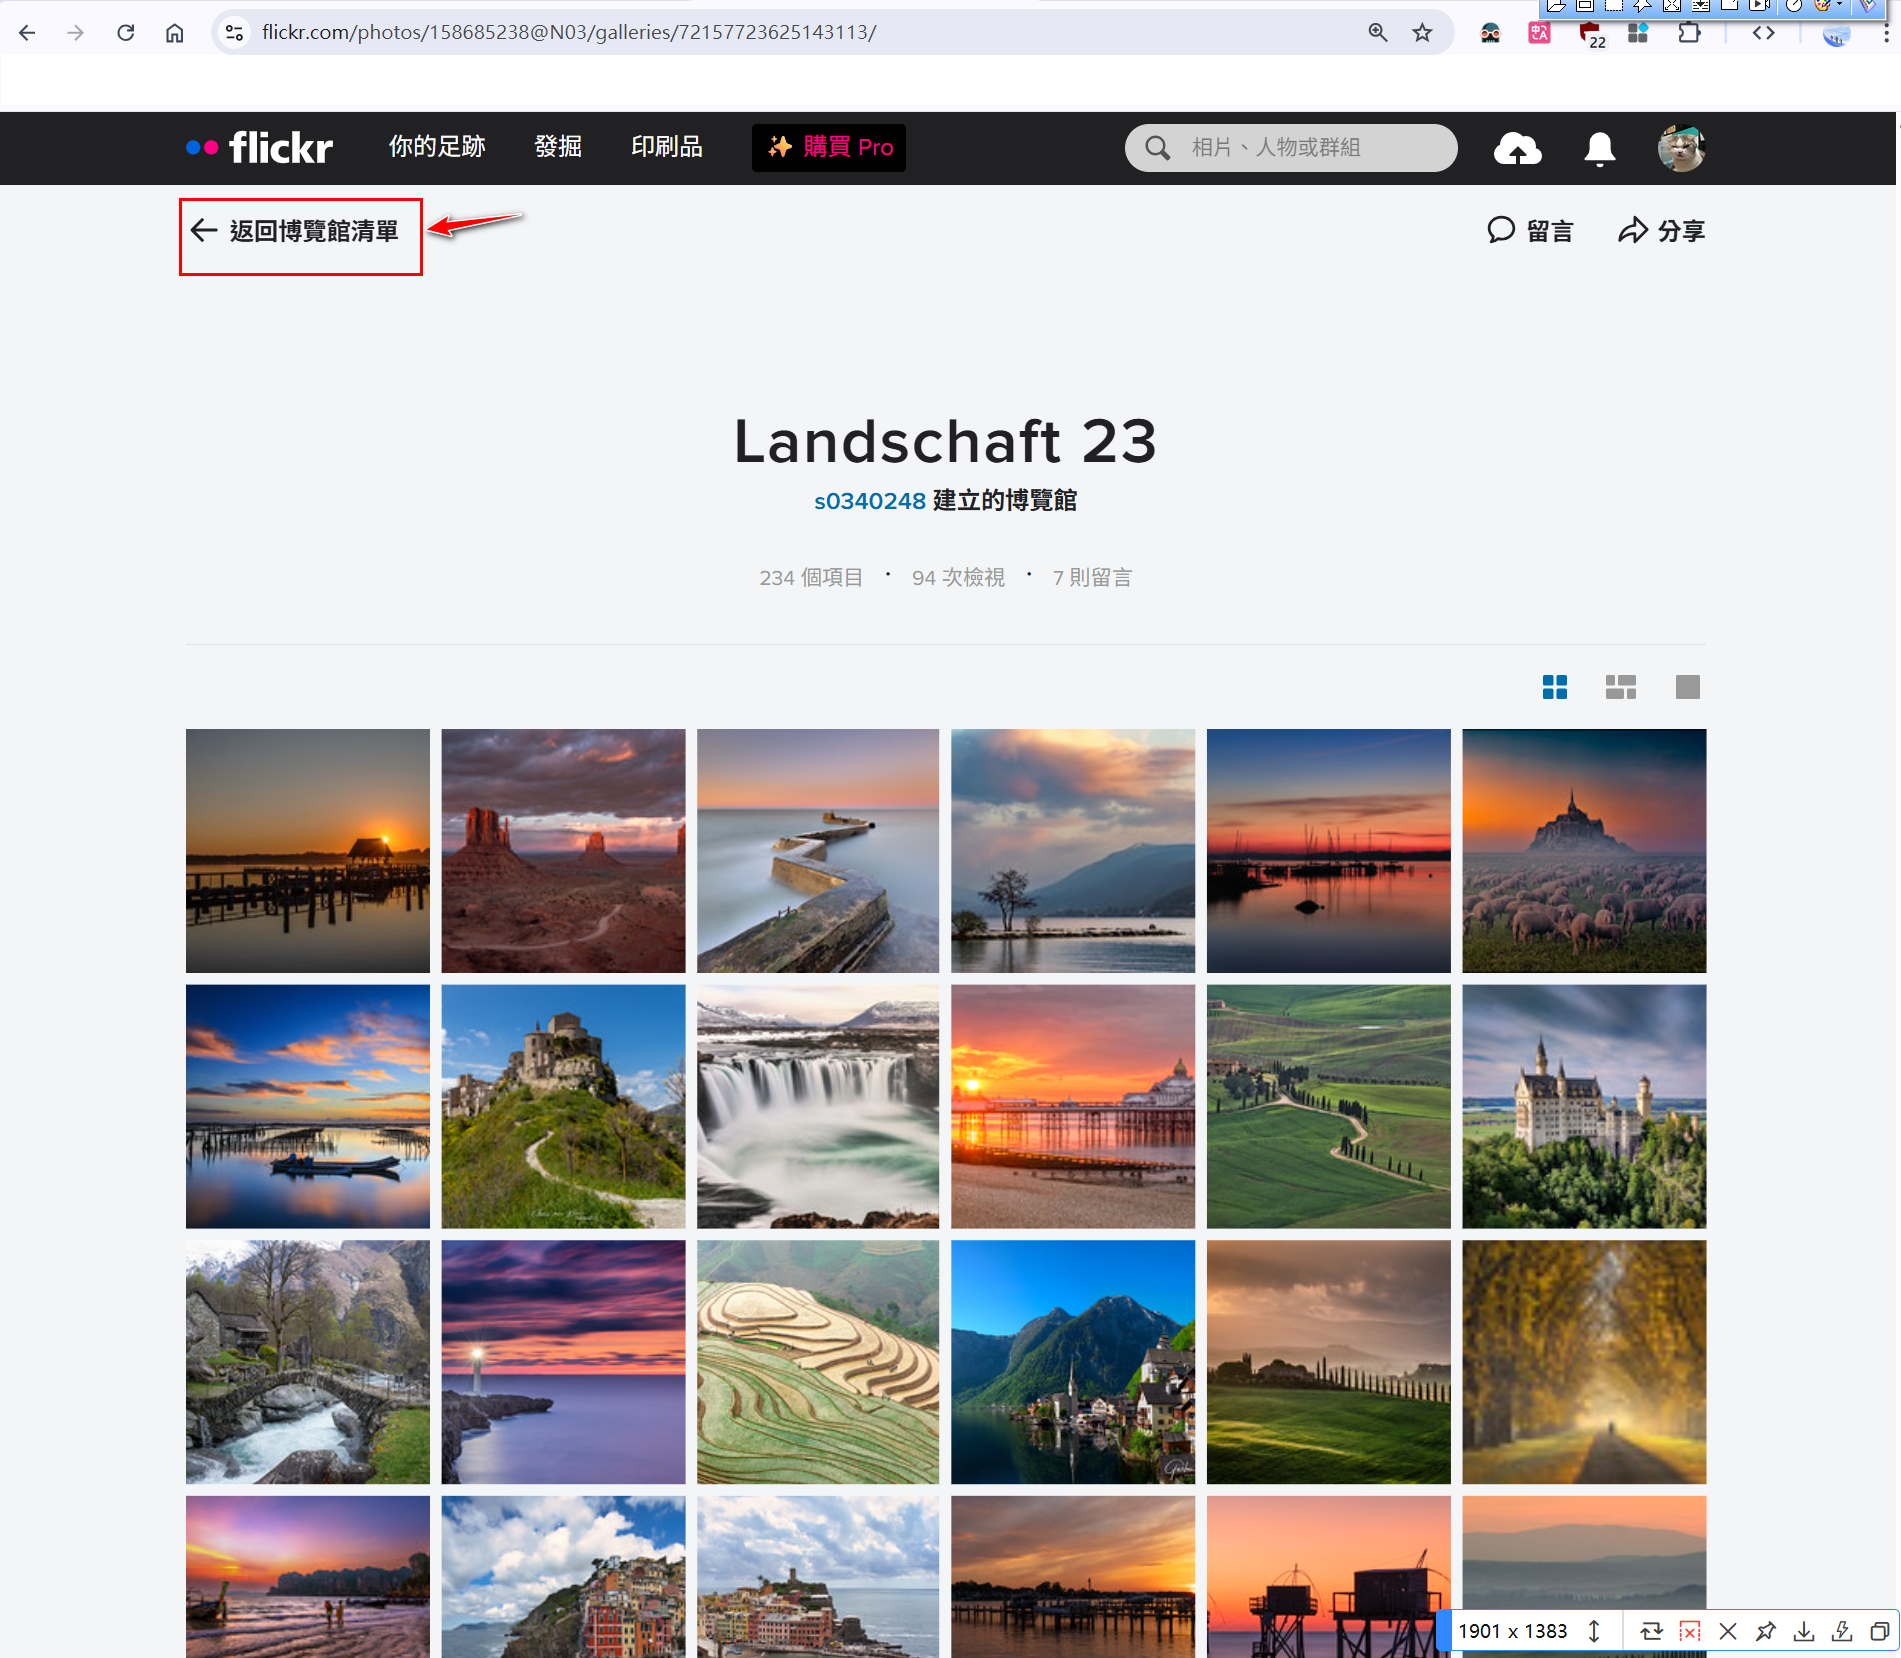 flickr.com/photos/158685238@N03/galleries/72157723625143113/
22
flickr
你的足跡
發掘
印刷品
購買 Pro
相片、人物或群組
返回博覽館清單
留言
分享
Landschaft 23
s0340248 建立的博覽館
234 個項目 · 94 次檢視 · 7 則留言
1901 x 1383